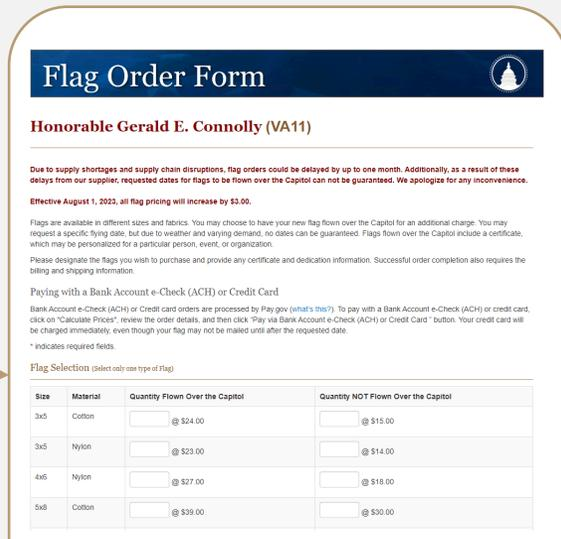 Flag Order Form
Honorable Gerald E. Connolly (VA11)
Due to supply shortages and supply chain disruptions, flag orders could be delayed by up to one month. Additionally, as a result of these
delays from our supplier, requested dates for flags to be flown over the Capitol can not be guaranteed. We apologize for any inconvenience.
Effective August 1, 2023, all flag pricing will increase by $3.00.
Flags are available in different sizes and fabrics. You may choose to have your new flag flown over the Capitol for an additional charge. You may
request a specific flying date, but due to weather and varying demand, no dates can be guaranteed. Flags flown over the Capitol include a certificate,
which may be personalized for a particular person, event, or organization.
Please designate the flags you wish to purchase and provide any certificate and dedication information. Successful order completion also requires the
billing and shipping information.
Paying with a Bank Account e-Check (ACH) or Credit Card
Bank Account e-Check (ACH) or Credit card orders are processed by Pay.gov (what's this?). To pay with a Bank Account e-Check (ACH) or credit card,
click on "Calculate Prices", review the order details, and then click "Pay via Bank Account e-Check (ACH) or Credit Card " button. Your credit card will
be charged immediately, even though your flag may not be mailed until after the requested date.
* indicates required fields.
Flag Selection (Select only one type of Flag)
Size Material Quantity Flown Over the Capitol Quantity NOT Flown Over the Capitol
3x5 Cotton @ $24.00 @ $15.00
3x5 Nylon @ $23.00 @ $14.00
4x6 Nylon @ $27.00 @ $18.00
5x8 Cotton @ $39.00 @ $30.00